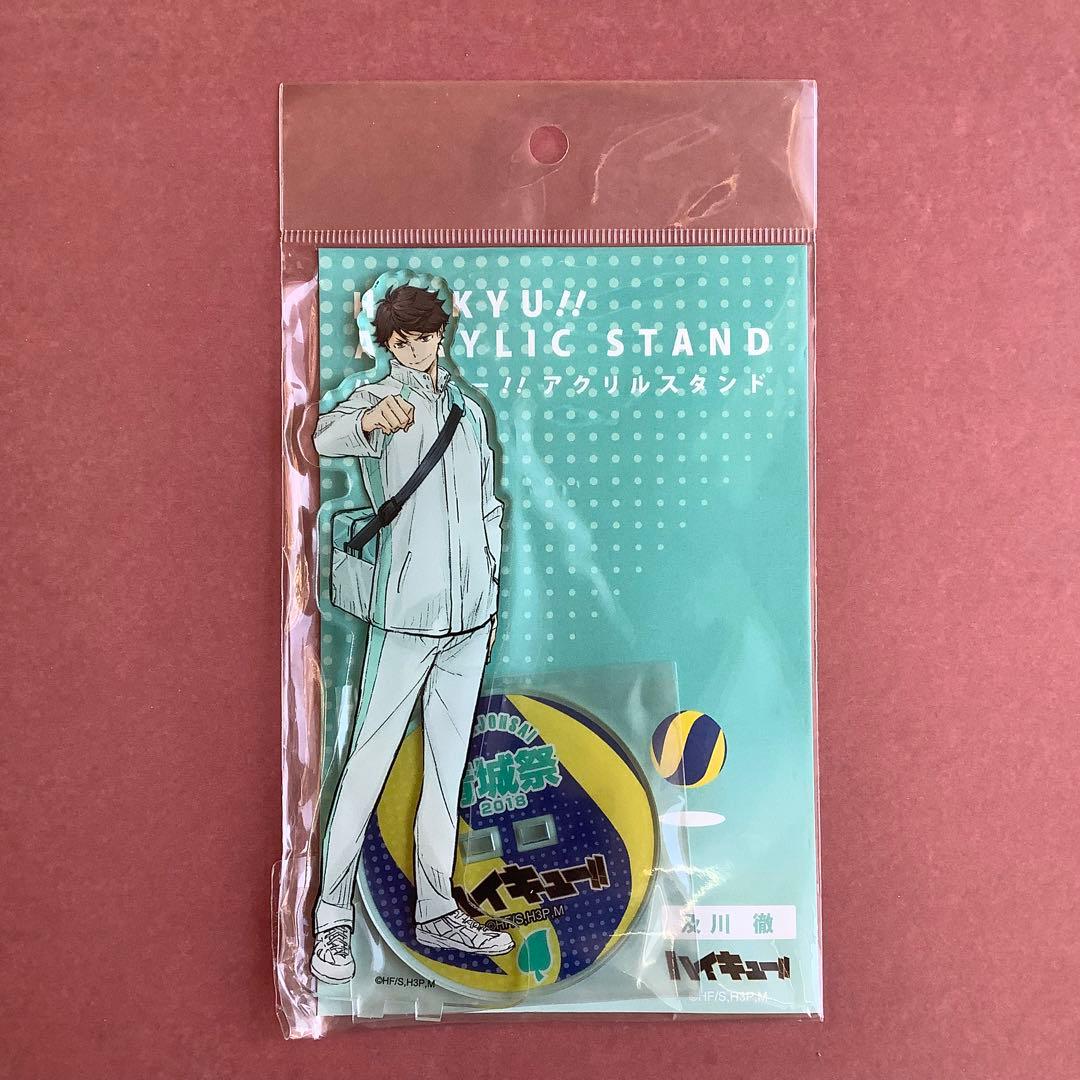 KYU!!
YLIC STAND
ー!! アクリルスタンド
JONSAI
城祭
2018
ハイキュー!!
©HF/S,H3P,M
及川 徹
ハイキュー!!
©HF/S,H3P,M
©HF/S,H3P,M